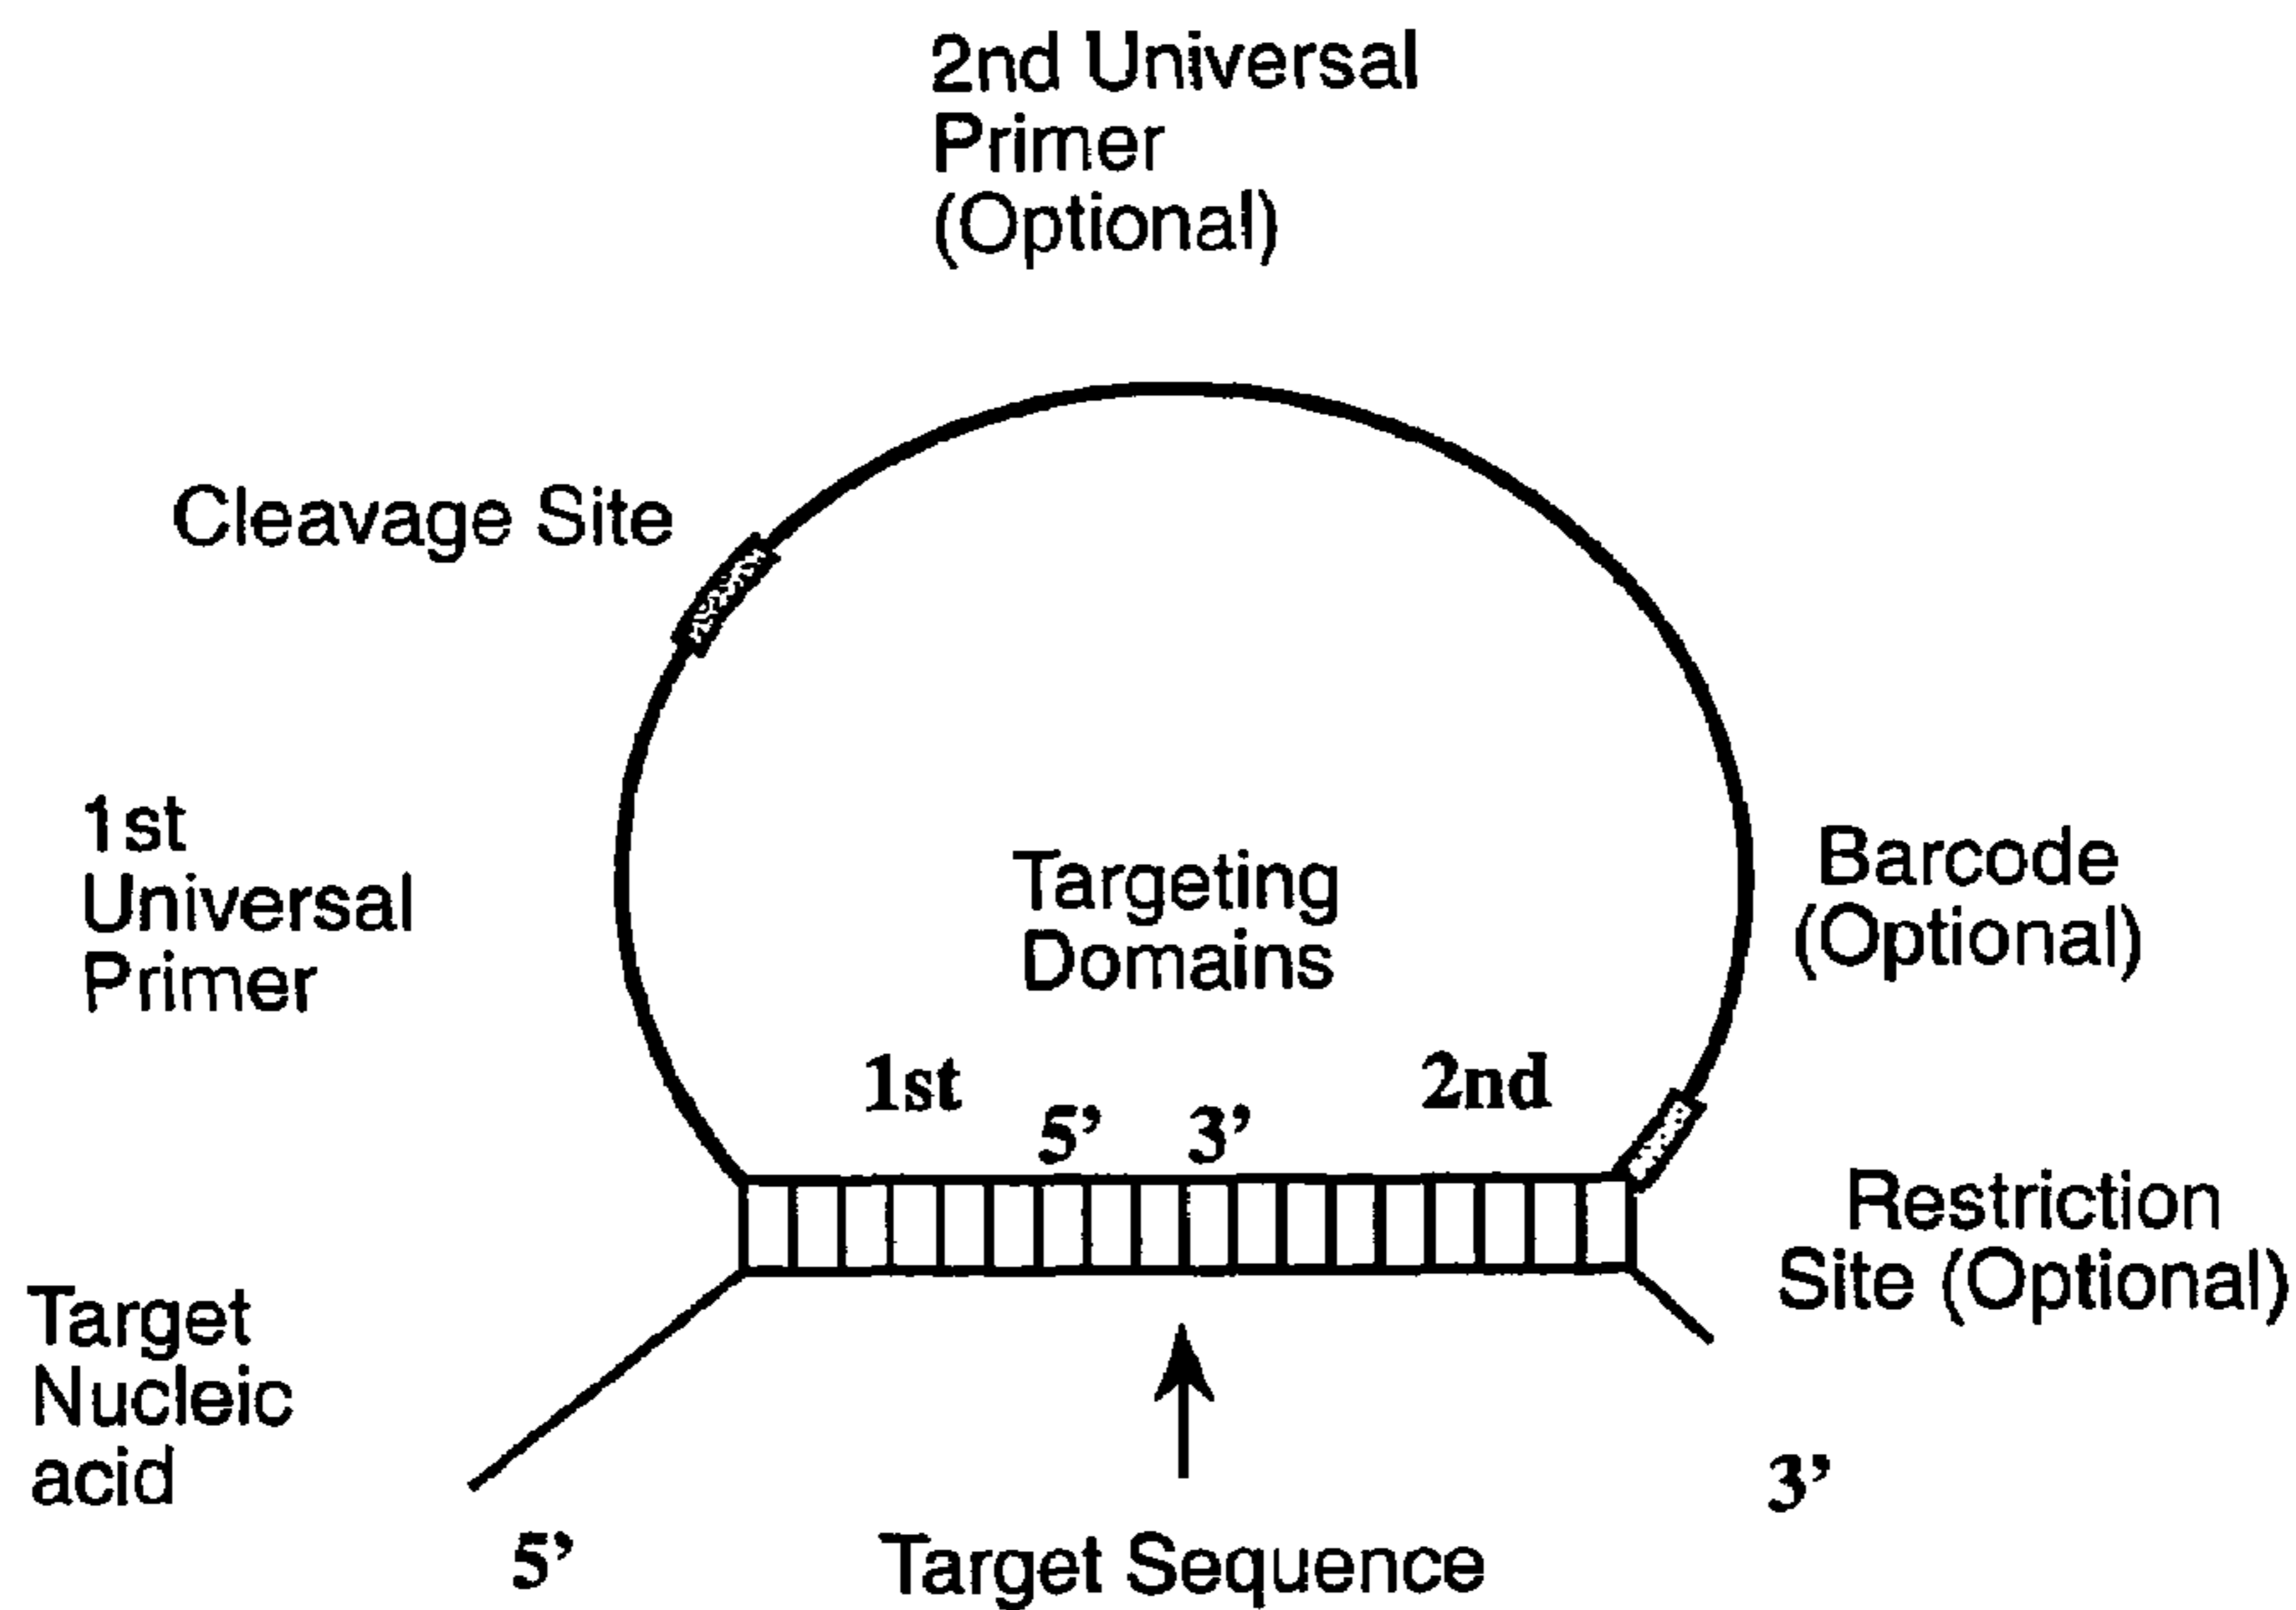 2nd Universal
Primer
(Optional)
Cleavage Site
1st
Universal
Primer
Targeting
Domains
Barcode
(Optional)
1st
2nd
5’
3’
Restriction
Site (Optional)
Target
Nucleic
acid
3’
5’
Target Sequence